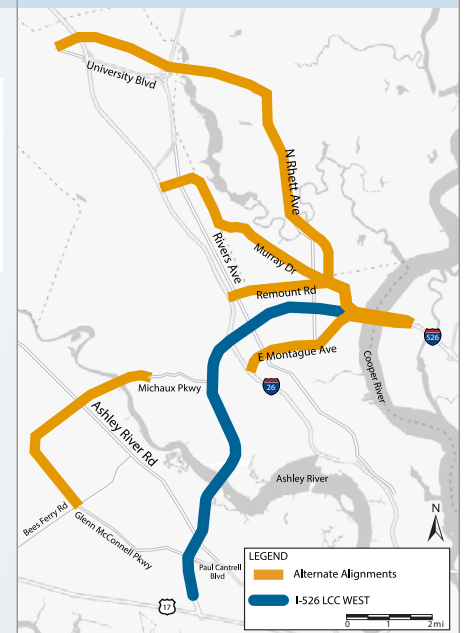 University Blvd
N Rhett Ave
Rivers Ave
Murray Dr
Remount Rd
526
E Montague Ave
26
Cooper River
Michaux Pkwy
Ashley River Rd
Ashley River
Bees Ferry Rd
Glenn McConnell Pkwy
N
Paul Cantrell
Blvd
17
LEGEND
Alternate Alignments
I-526 LCC WEST
0 1 2mi